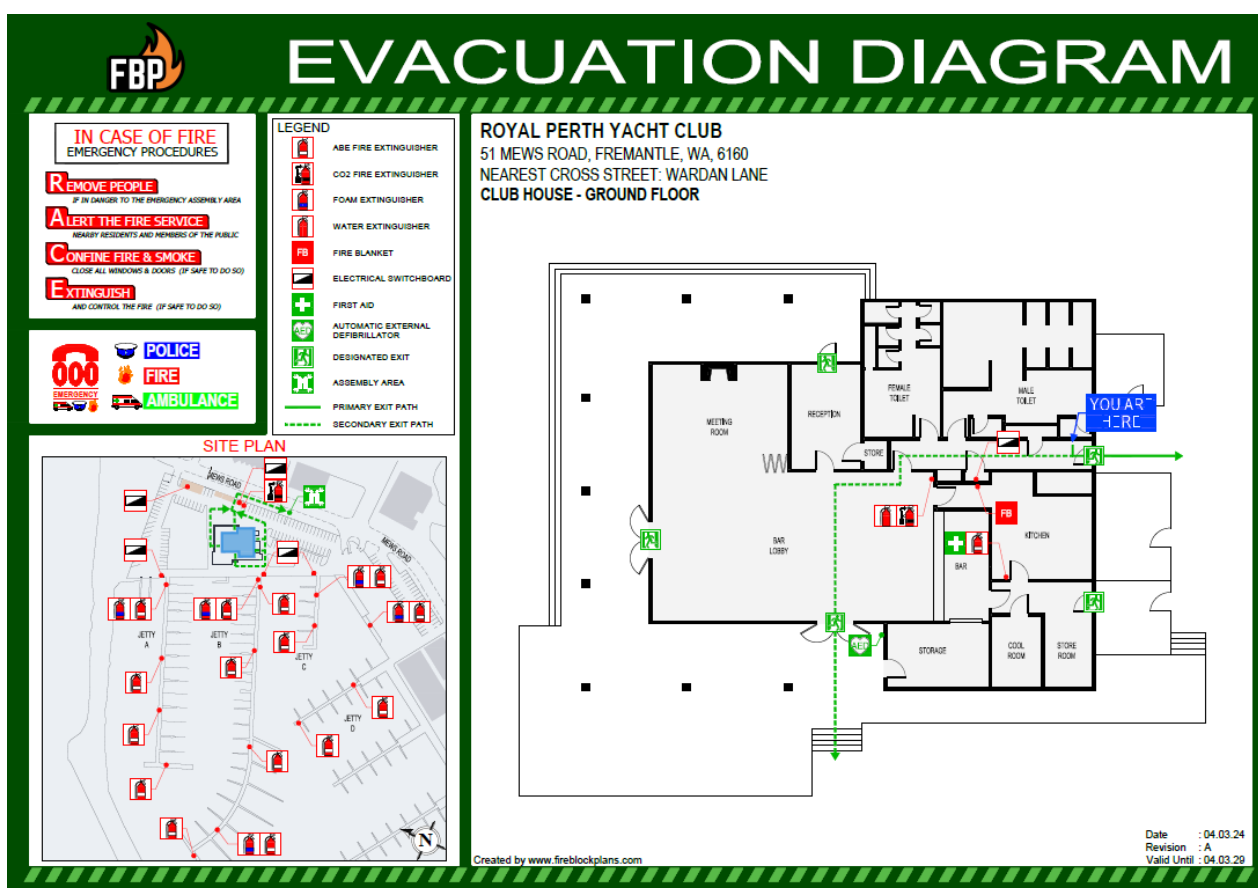 FBP
EVACUATION DIAGRAM
IN CASE OF FIRE
EMERGENCY PROCEDURES
REMOVE PEOPLE
IF IN DANGER TO THE EMERGENCY ASSEMBLY AREA
ALERT THE FIRE SERVICE
NEARBY RESIDENTS AND MEMBERS OF THE PUBLIC
CONFINE FIRE & SMOKE
CLOSE ALL WINDOWS & DOORS (IF SAFE TO DO SO)
EXTINGUISH
AND CONTROL THE FIRE (IF SAFE TO DO SO)
000
EMERGENCY
POLICE
FIRE
AMBULANCE
LEGEND
ABE FIRE EXTINGUISHER
CO2 FIRE EXTINGUISHER
FOAM EXTINGUISHER
WATER EXTINGUISHER
FB
FIRE BLANKET
ELECTRICAL SWITCHBOARD
FIRST AID
AED
AUTOMATIC EXTERNAL
DEFIBRILLATOR
DESIGNATED EXIT
ASSEMBLY AREA
PRIMARY EXIT PATH
SECONDARY EXIT PATH
SITE PLAN
MEWS ROAD
MEWS ROAD
JETTY
A
JETTY
B
JETTY
C
JETTY
D
N
ROYAL PERTH YACHT CLUB
51 MEWS ROAD, FREMANTLE, WA, 6160
NEAREST CROSS STREET: WARDAN LANE
CLUB HOUSE - GROUND FLOOR
FEMALE
TOILET
MALE
TOILET
YOU ARE
HERE
MEETING
ROOM
RECEPTION
STORE
FB
KITCHEN
BAR
LOBBY
BAR
AED
STORAGE
COOL
ROOM
STORE
ROOM
Created by www.fireblockplans.com
Date : 04.03.24
Revision : A
Valid Until : 04.03.29